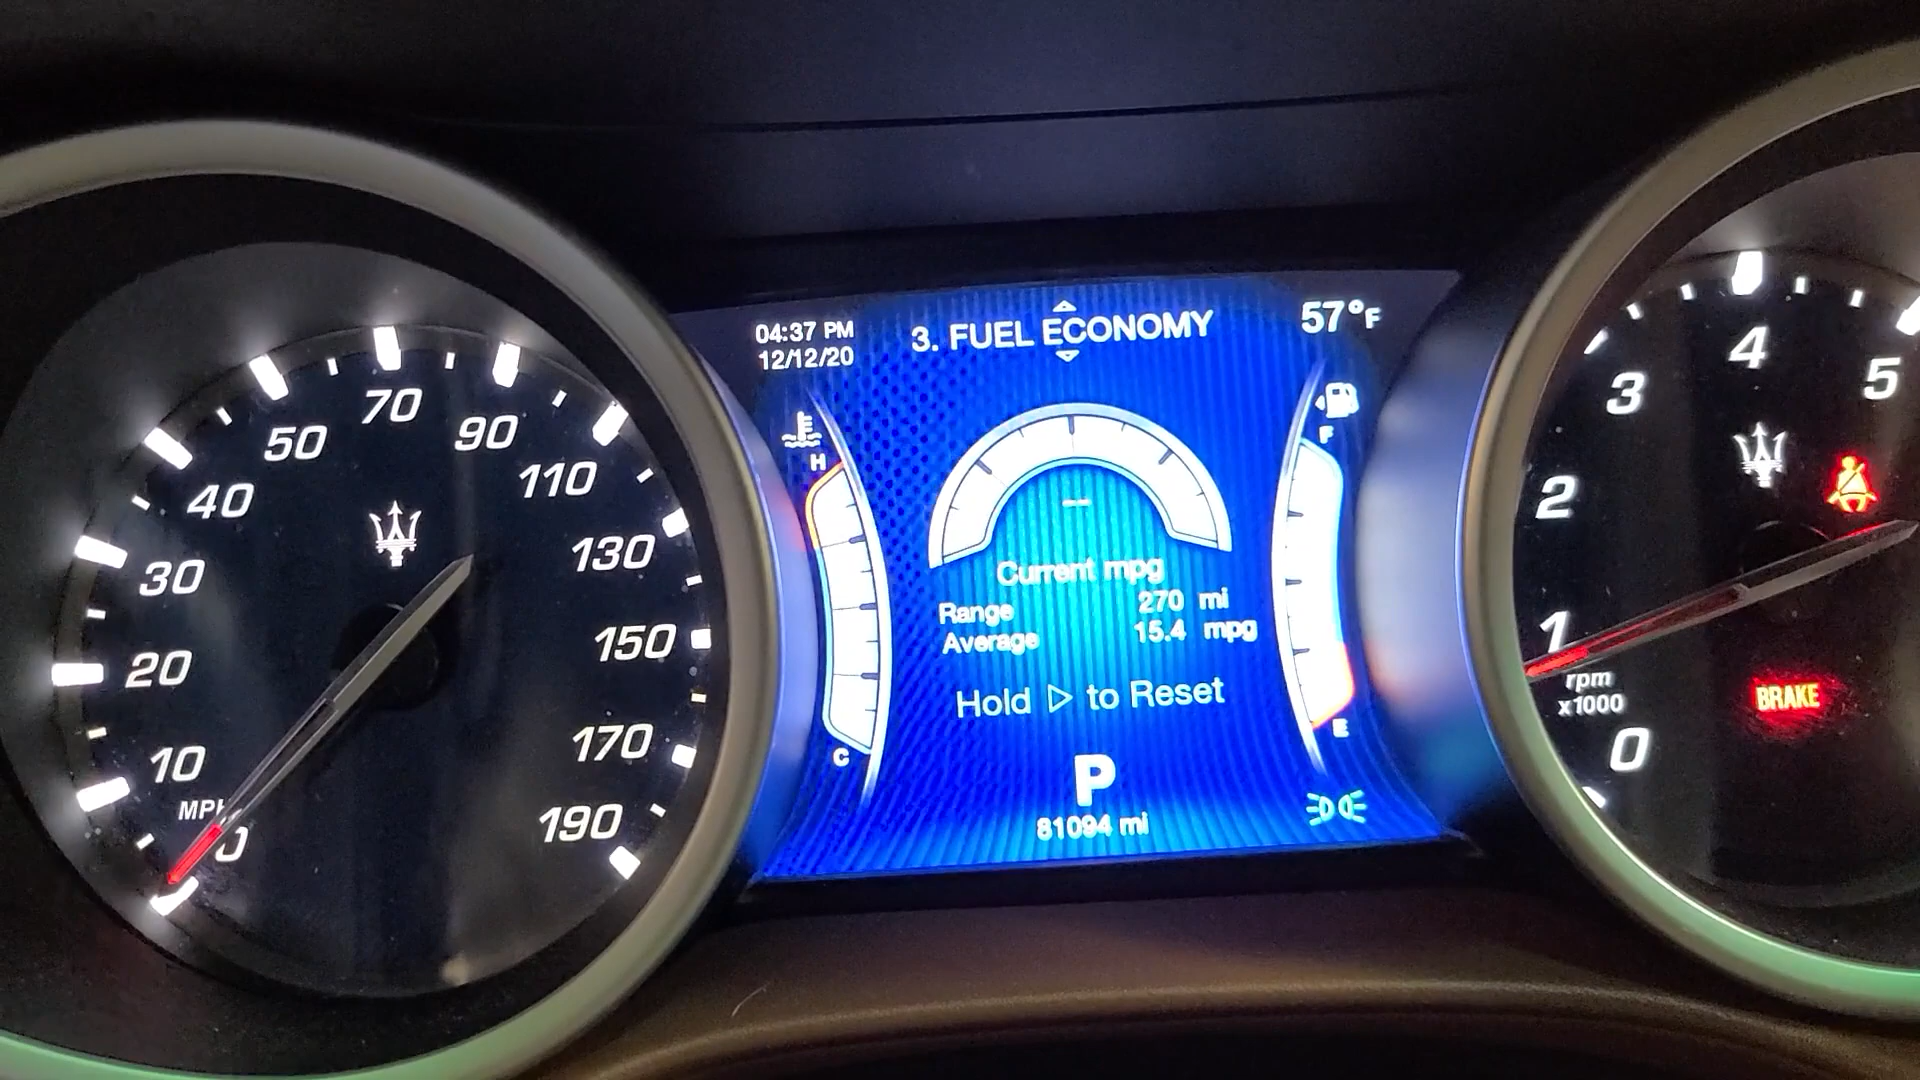 0
10
20
30
40
50
70
90
110
130
150
170
190
MPH
04:37 PM
12/12/20
3. FUEL ECONOMY
57°F
H
C
F
E
--
Current mpg
Range 270 mi
Average 15.4 mpg
Hold ▷ to Reset
P
81094 mi
0
1
2
3
4
5
rpm
x1000
BRAKE